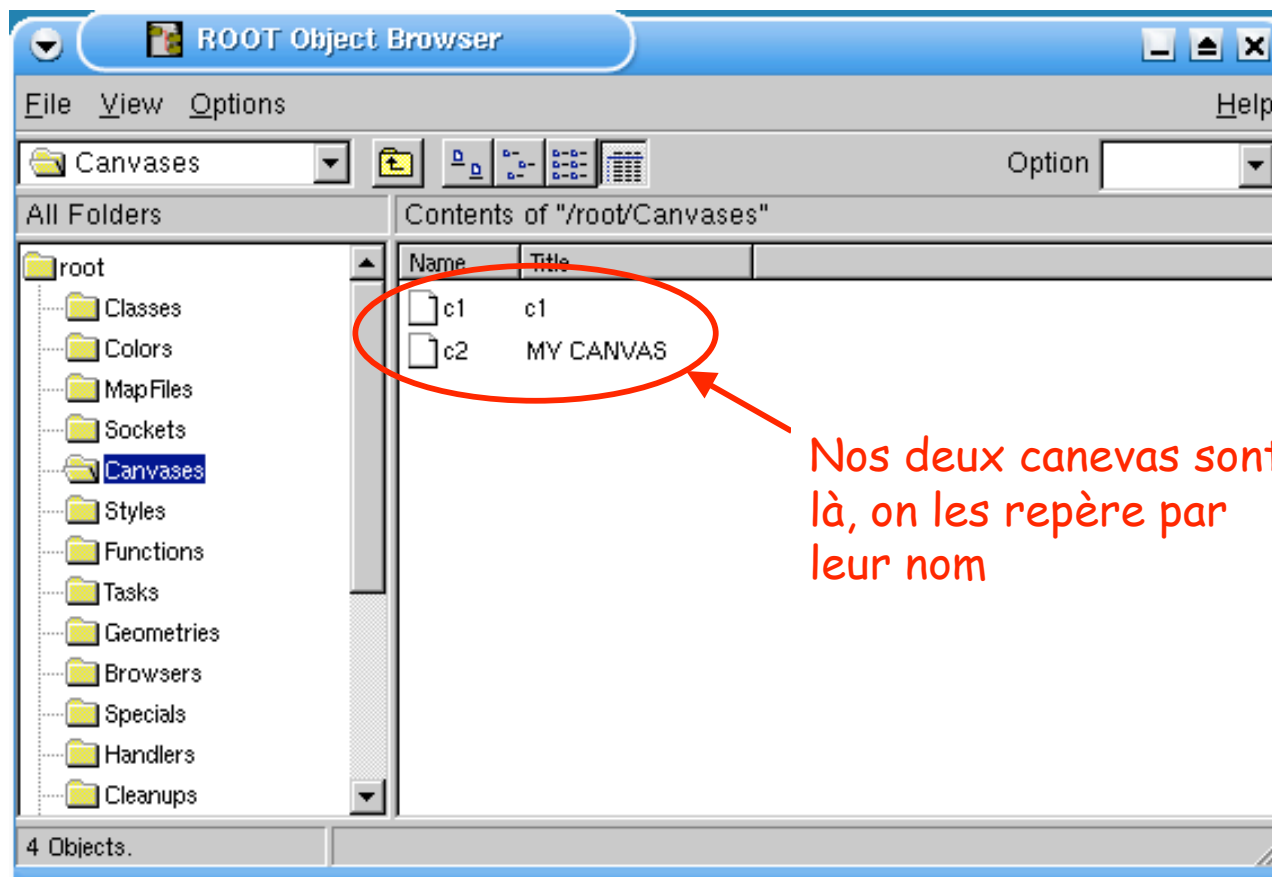 ROOT Object Browser
File View Options Help
Canvases Option
All Folders Contents of "/root/Canvases"
root
Classes
Colors
MapFiles
Sockets
Canvases
Styles
Functions
Tasks
Geometries
Browsers
Specials
Handlers
Cleanups
Name Title
c1 c1
c2 MY CANVAS
Nos deux canevas sont
là, on les repère par
leur nom
4 Objects.